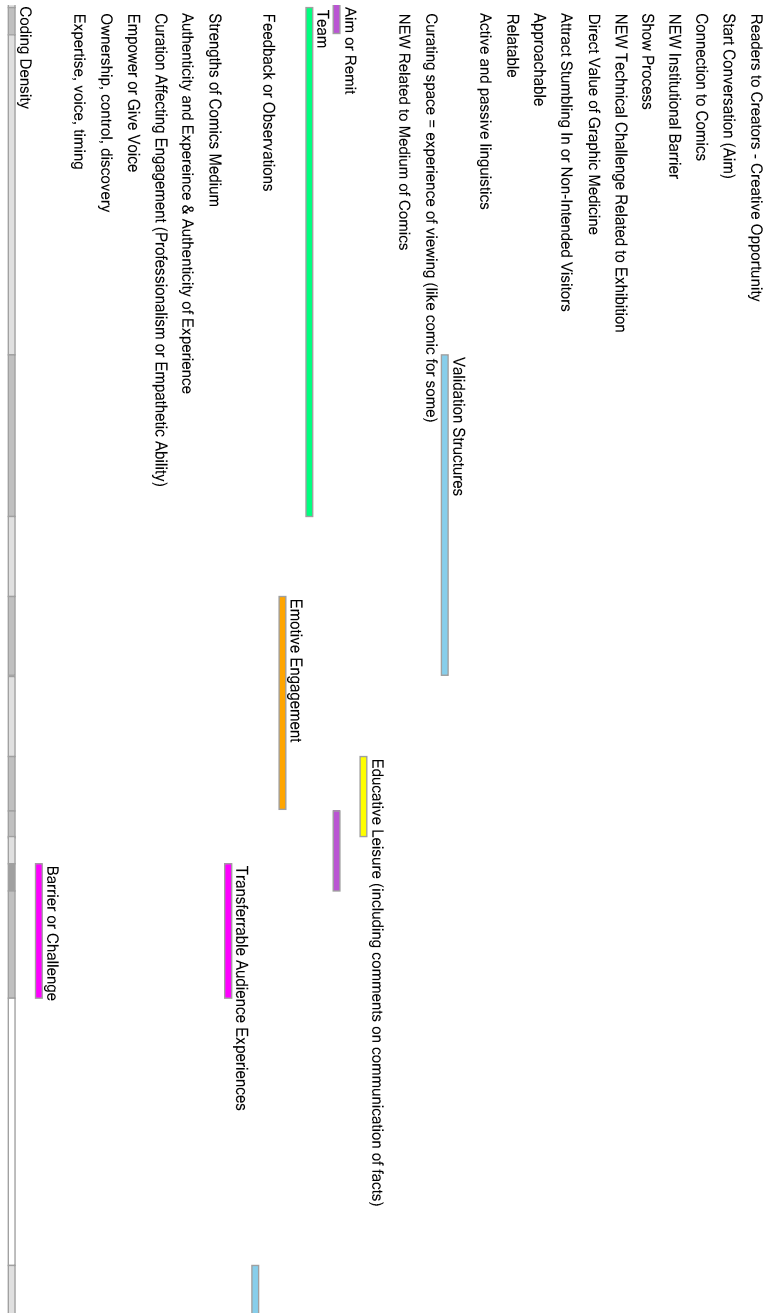 Readers to Creators - Creative Opportunity
Start Conversation (Aim)
Connection to Comics
NEW Institutional Barrier
Show Process
NEW Technical Challenge Related to Exhibition
Direct Value of Graphic Medicine
Attract Stumbling In or Non-Intended Visitors
Approachable
Relatable
Active and passive linguistics
Validation Structures
Curating space = experience of viewing (like comic for some)
NEW Related to Medium of Comics
Educative Leisure (including comments on communication of facts)
Aim or Remit
Team
Emotive Engagement
Feedback or Observations
Transferrable Audience Experiences
Strengths of Comics Medium
Authenticity and Expereince & Authenticity of Experience
Curation Affecting Engagement (Professionalism or Empathetic Ability)
Empower or Give Voice
Ownership, control, discovery
Expertise, voice, timing
Barrier or Challenge
Coding Density